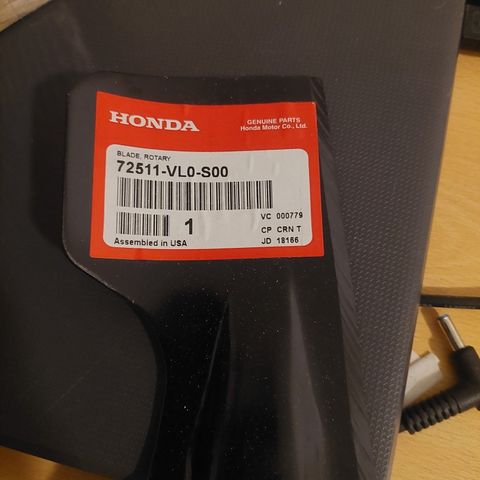 HONDA
GENUINE PARTS
Honda Motor Co., Ltd.
BLADE, ROTARY
72511-VL0-S00
1
VC 000779
CP CRN T
Assembled in USA
JD 18166